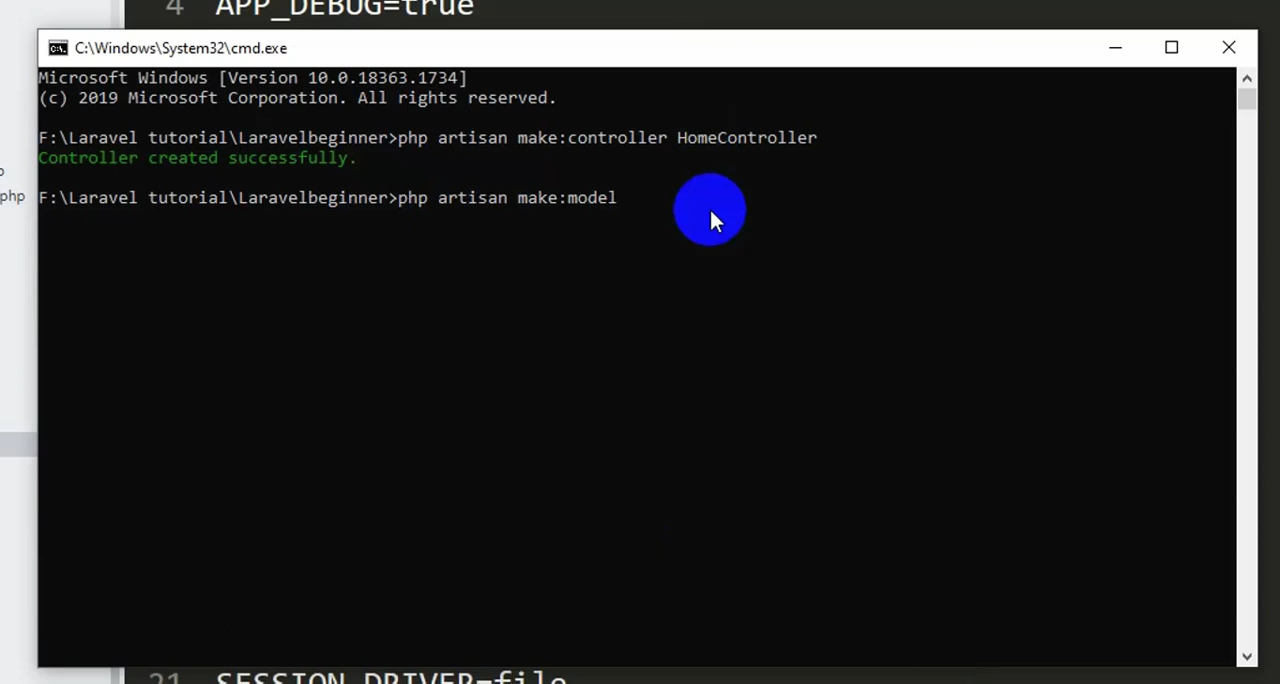 4 APP_DEBUG=true
C:\Windows\System32\cmd.exe
Microsoft Windows [Version 10.0.18363.1734]
(c) 2019 Microsoft Corporation. All rights reserved.
F:\Laravel tutorial\Laravelbeginner>php artisan make:controller HomeController
Controller created successfully.
php
F:\Laravel tutorial\Laravelbeginner>php artisan make:model
21 SESSION_DRIVER=file